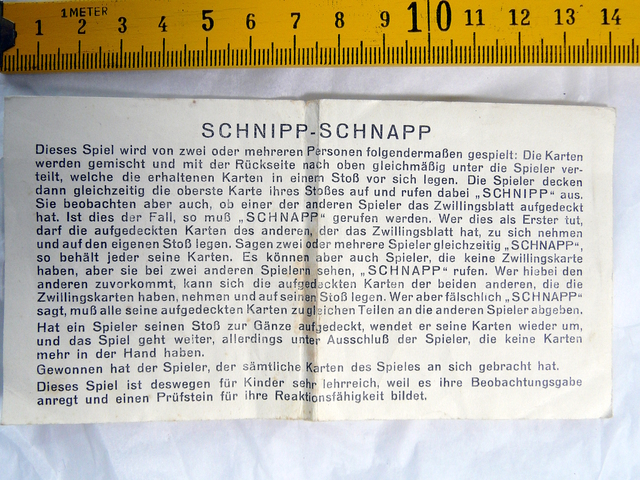 1 METER
1 2 3 4 5 6 7 8 9 10 11 12 13 14
SCHNIPP-SCHNAPP
Dieses Spiel wird von zwei oder mehreren Personen folgendermaßen gespielt: Die Karten
werden gemischt und mit der Rückseite nach oben gleichmäßig unter die Spieler ver-
teilt, welche die erhaltenen Karten in einem Stoß vor sich legen. Die Spieler decken
dann gleichzeitig die oberste Karte ihres Stoßes auf und rufen dabei „SCHNIPP“ aus.
Sie beobachten aber auch, ob einer der anderen Spieler das Zwillingsblatt aufgedeckt
hat. Ist dies der Fall, so muß „SCHNAPP“ gerufen werden. Wer dies als Erster tut,
darf die aufgedeckten Karten des anderen, der das Zwillingsblatt hat, zu sich nehmen
und auf den eigenen Stoß legen. Sagen zwei oder mehrere Spieler gleichzeitig „SCHNAPP“,
so behält jeder seine Karten. Es können aber auch Spieler, die keine Zwillingskarte
haben, aber sie bei zwei anderen Spielern sehen, „SCHNAPP“ rufen. Wer hiebei den
anderen zuvorkommt, kann sich die aufgedeckten Karten der beiden anderen, die die
Zwillingskarten haben, nehmen und auf seinen Stoß legen. Wer aber fälschlich „SCHNAPP“
sagt, muß alle seine aufgedeckten Karten zu gleichen Teilen an die anderen Spieler abgeben.
Hat ein Spieler seinen Stoß zur Gänze aufgedeckt, wendet er seine Karten wieder um,
und das Spiel geht weiter, allerdings unter Ausschluß der Spieler, die keine Karten
mehr in der Hand haben.
Gewonnen hat der Spieler, der sämtliche Karten des Spieles an sich gebracht hat.
Dieses Spiel ist deswegen für Kinder sehr lehrreich, weil es ihre Beobachtungsgabe
anregt und einen Prüfstein für ihre Reaktionsfähigkeit bildet.